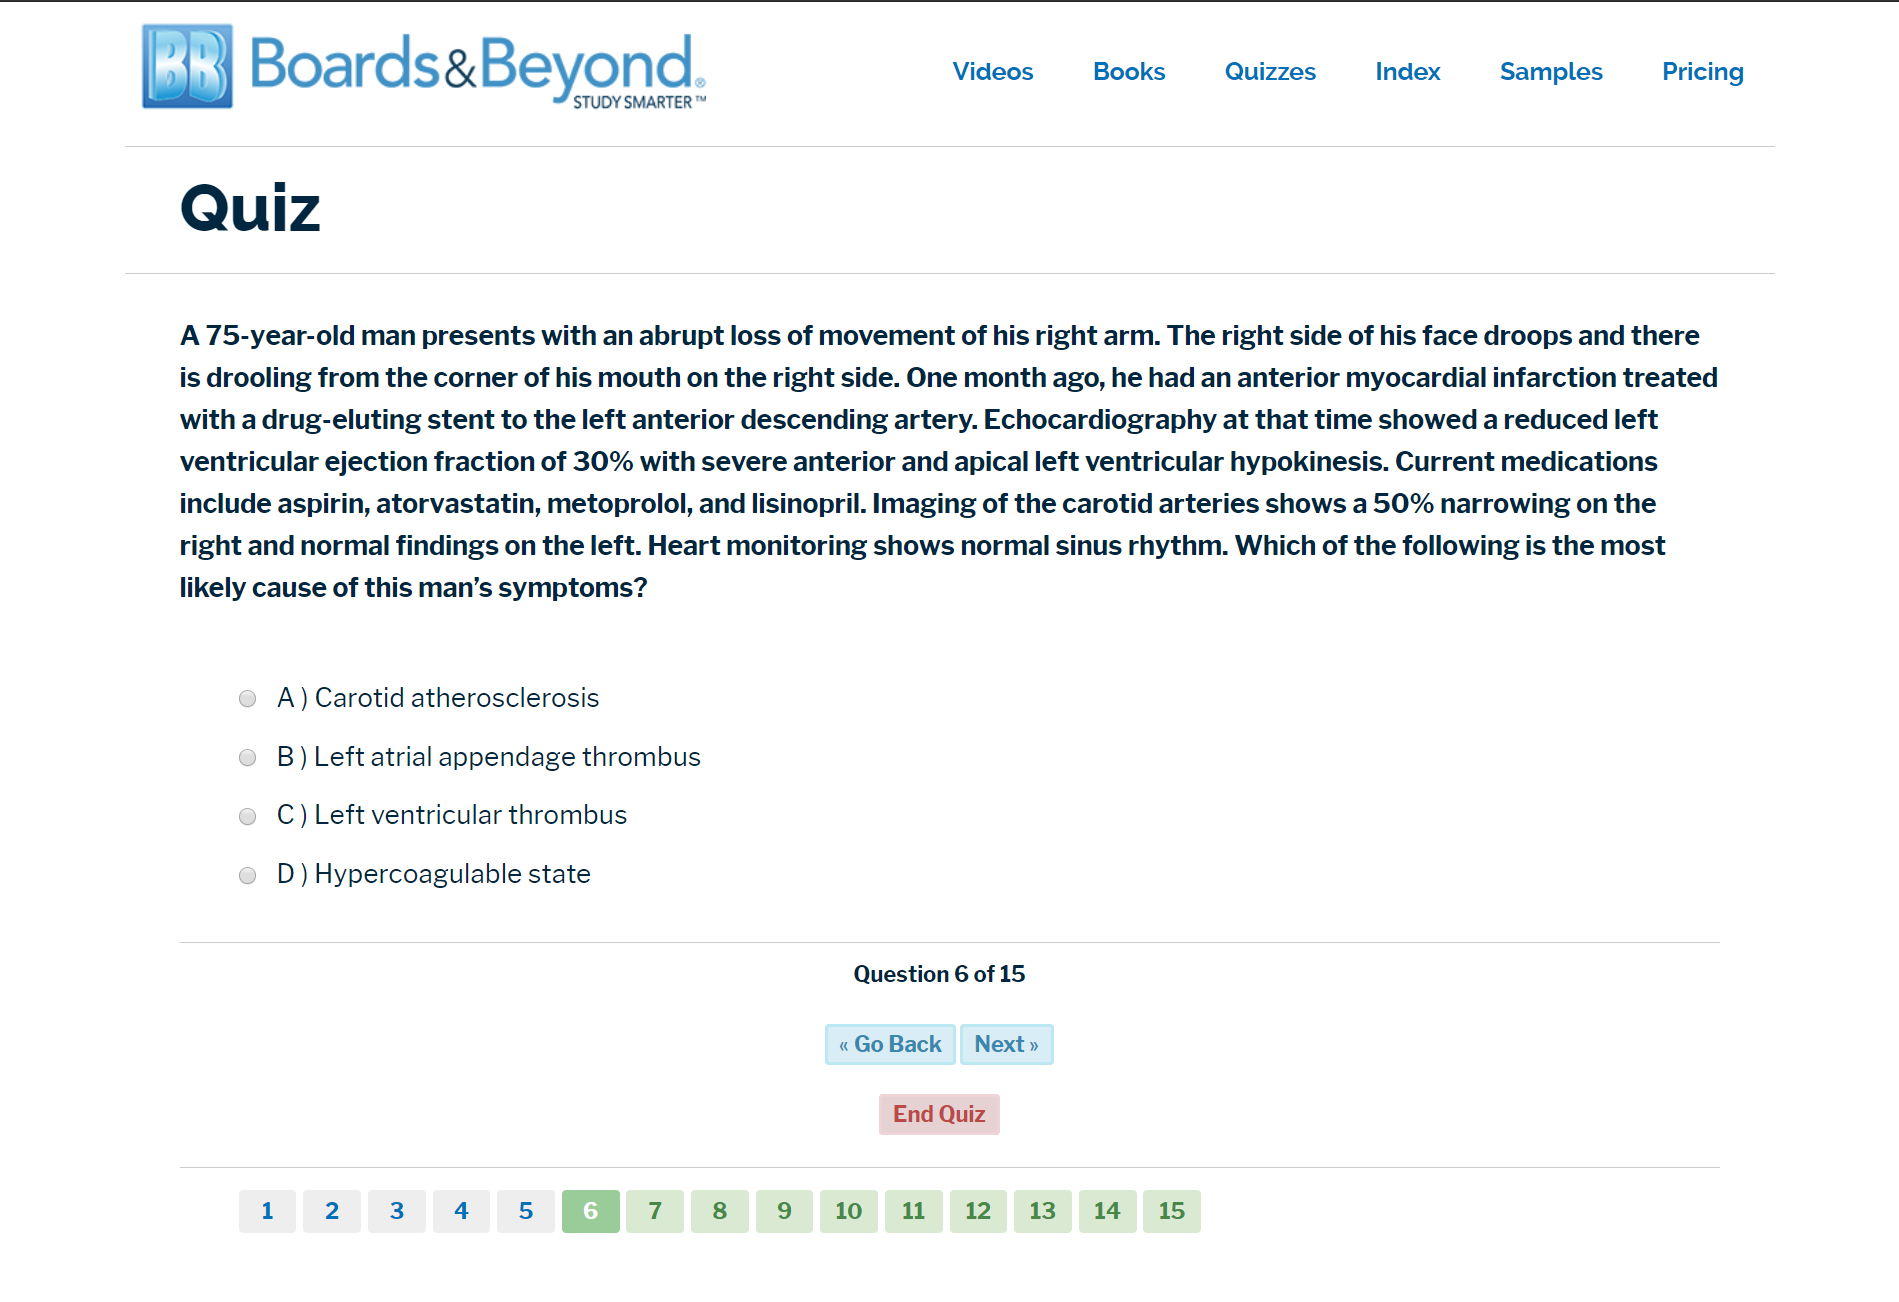 BB Boards&Beyond®
STUDY SMARTER™
Videos Books Quizzes Index Samples Pricing
Quiz
A 75-year-old man presents with an abrupt loss of movement of his right arm. The right side of his face droops and there
is drooling from the corner of his mouth on the right side. One month ago, he had an anterior myocardial infarction treated
with a drug-eluting stent to the left anterior descending artery. Echocardiography at that time showed a reduced left
ventricular ejection fraction of 30% with severe anterior and apical left ventricular hypokinesis. Current medications
include aspirin, atorvastatin, metoprolol, and lisinopril. Imaging of the carotid arteries shows a 50% narrowing on the
right and normal findings on the left. Heart monitoring shows normal sinus rhythm. Which of the following is the most
likely cause of this man’s symptoms?
A ) Carotid atherosclerosis
B ) Left atrial appendage thrombus
C ) Left ventricular thrombus
D ) Hypercoagulable state
Question 6 of 15
« Go Back Next »
End Quiz
1 2 3 4 5 6 7 8 9 10 11 12 13 14 15